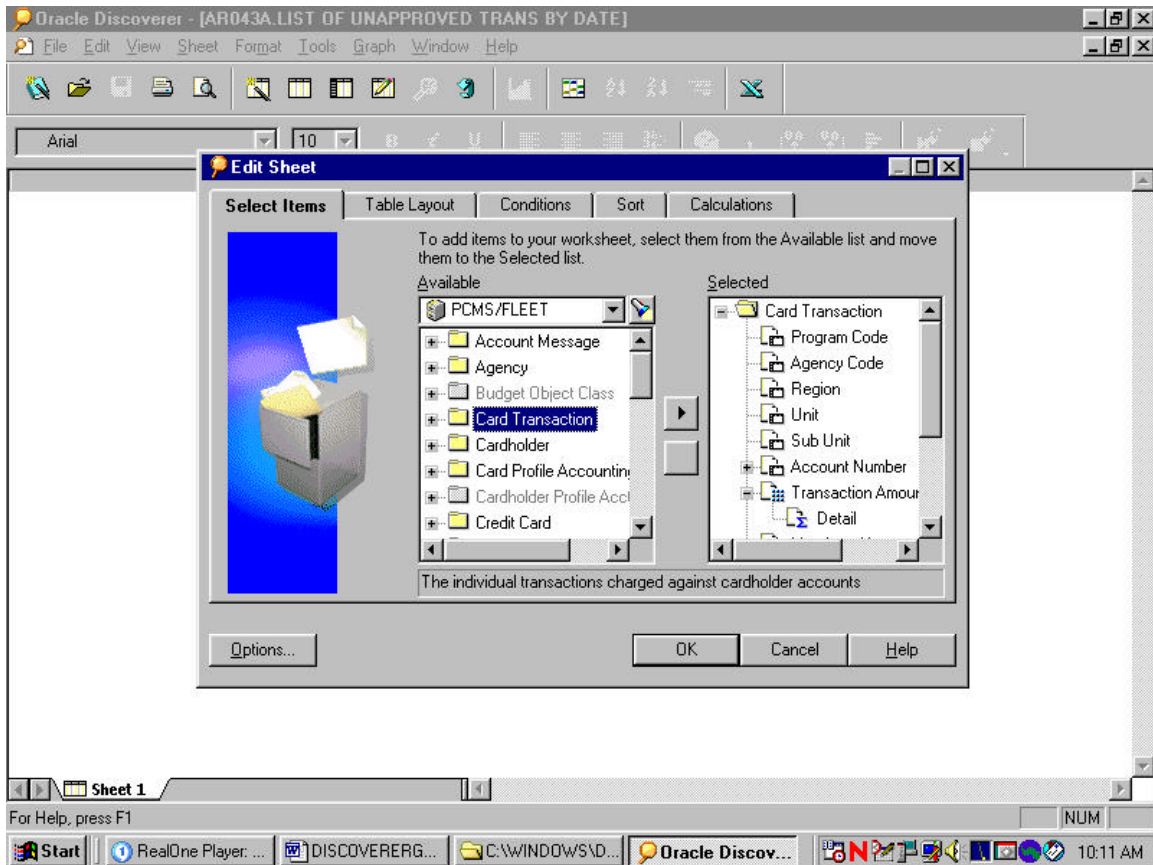 Oracle Discoverer - [AR043A.LIST OF UNAPPROVED TRANS BY DATE]
File Edit View Sheet Format Tools Graph Window Help
Arial 10
Edit Sheet
Select Items Table Layout Conditions Sort Calculations
To add items to your worksheet, select them from the Available list and move
them to the Selected list.
Available Selected
PCMS/FLEET
Account Message
Agency
Budget Object Class
Card Transaction
Cardholder
Card Profile Accounting
Cardholder Profile Acc
Credit Card
Card Transaction
Program Code
Agency Code
Region
Unit
Sub Unit
Account Number
Transaction Amour
Detail
The individual transactions charged against cardholder accounts
Options... OK Cancel Help
Sheet 1
For Help, press F1 NUM
Start RealOne Player: ... DISCOVERERG... C:\WINDOWS\D... Oracle Discov... 10:11 AM